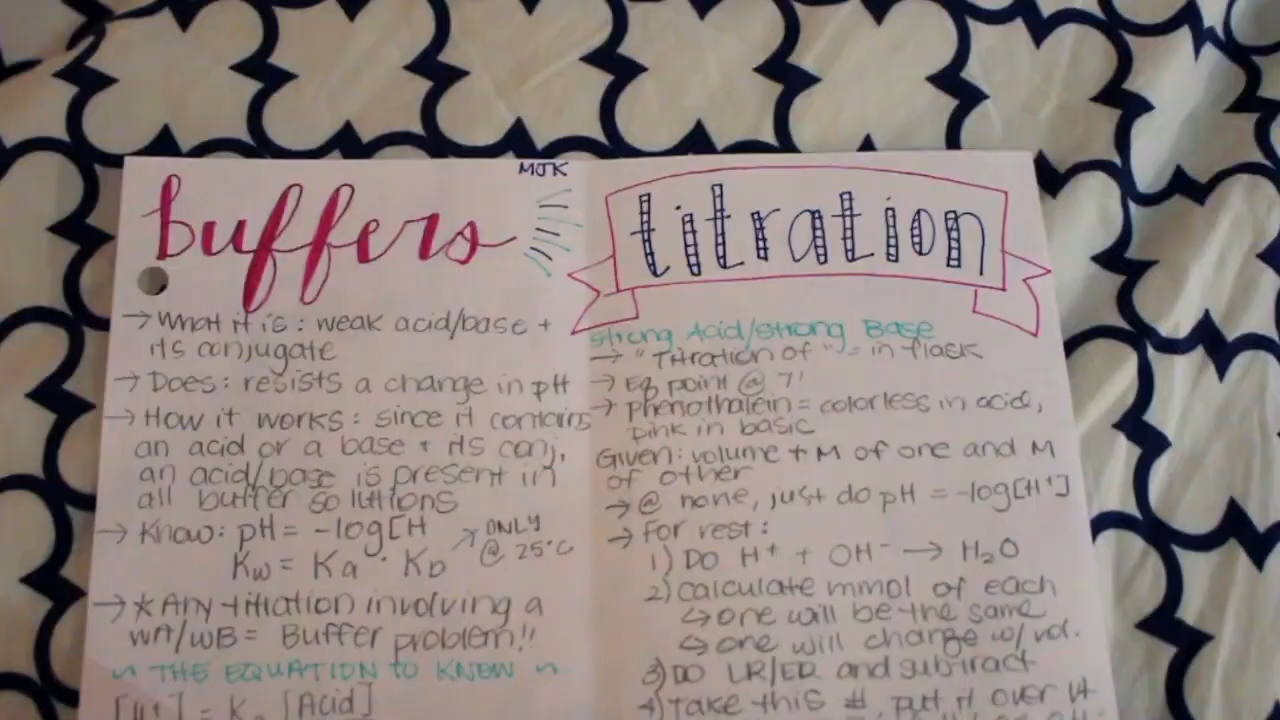 MJK
buffers
→ What it is: weak acid/base +
its conjugate
→ Does: resists a change in pH
→ How it works: since it contains
an acid or a base + its conj,
an acid/base is present in
all buffer solutions
→ Know: pH = -log[H
→ ONLY
@ 25°C
Kw = Ka · Kb
→ *Any titration involving a
WA/WB = Buffer problem!!
~ THE EQUATION TO KNOW ~
[H+] = Ka [Acid]
titration
Strong Acid/Strong Base
→ "Titration of ″ = in flask
→ Eq point @ 7!
→ phenothalein = colorless in acid,
pink in basic
Given: volume + M of one and M
of other
→ @ none, just do pH = -log[H+]
→ For rest:
1) DO H+ + OH- → H2O
2) calculate mmol of each
↳ one will be the same
↳ one will change w/ vol.
3) DO LR/ER and subtract
4) Take this #, put it over Vt